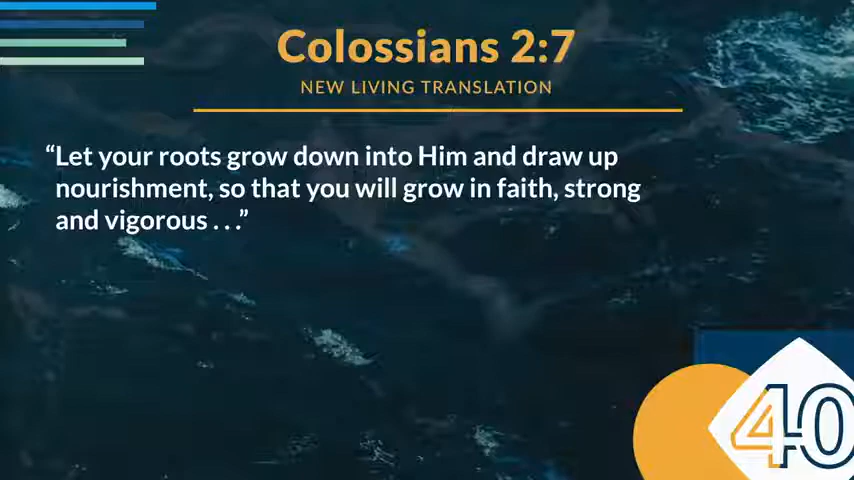 Colossians 2:7
NEW LIVING TRANSLATION
“Let your roots grow down into Him and draw up
nourishment, so that you will grow in faith, strong
and vigorous . . .”
40